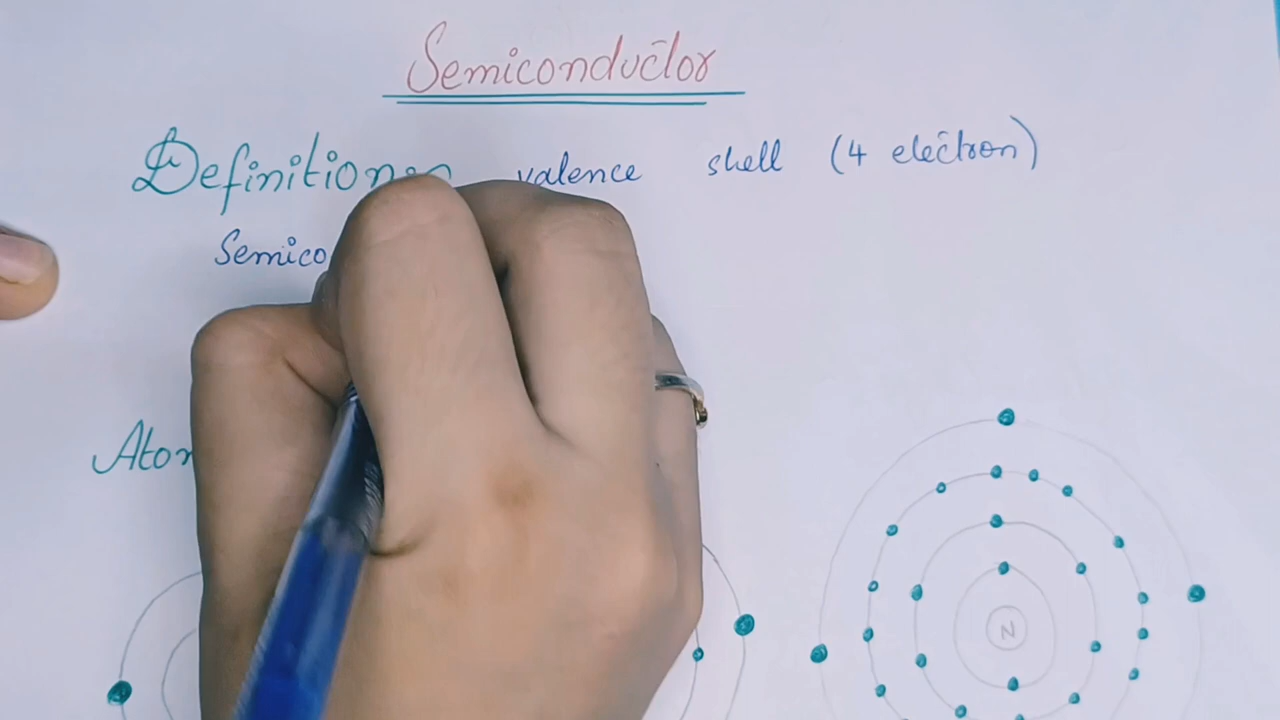 Semiconductor
Definition:- valence shell (4 electron)
Semico
Ato
N